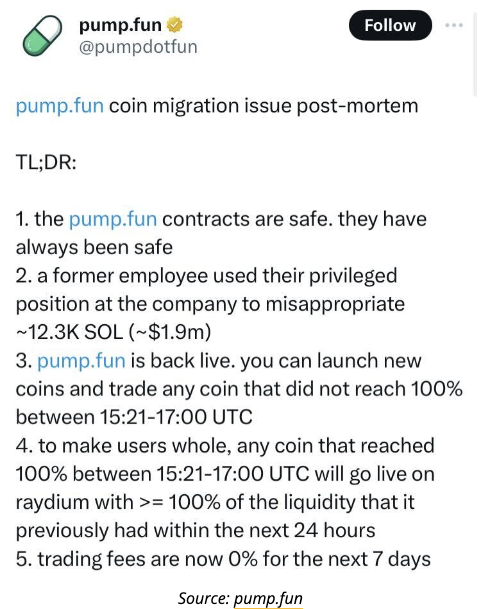 pump.fun
@pumpdotfun
Follow
pump.fun coin migration issue post-mortem
TL;DR:
1. the pump.fun contracts are safe. they have
always been safe
2. a former employee used their privileged
position at the company to misappropriate
~12.3K SOL (~$1.9m)
3. pump.fun is back live. you can launch new
coins and trade any coin that did not reach 100%
between 15:21-17:00 UTC
4. to make users whole, any coin that reached
100% between 15:21-17:00 UTC will go live on
raydium with >= 100% of the liquidity that it
previously had within the next 24 hours
5. trading fees are now 0% for the next 7 days
Source: pump.fun